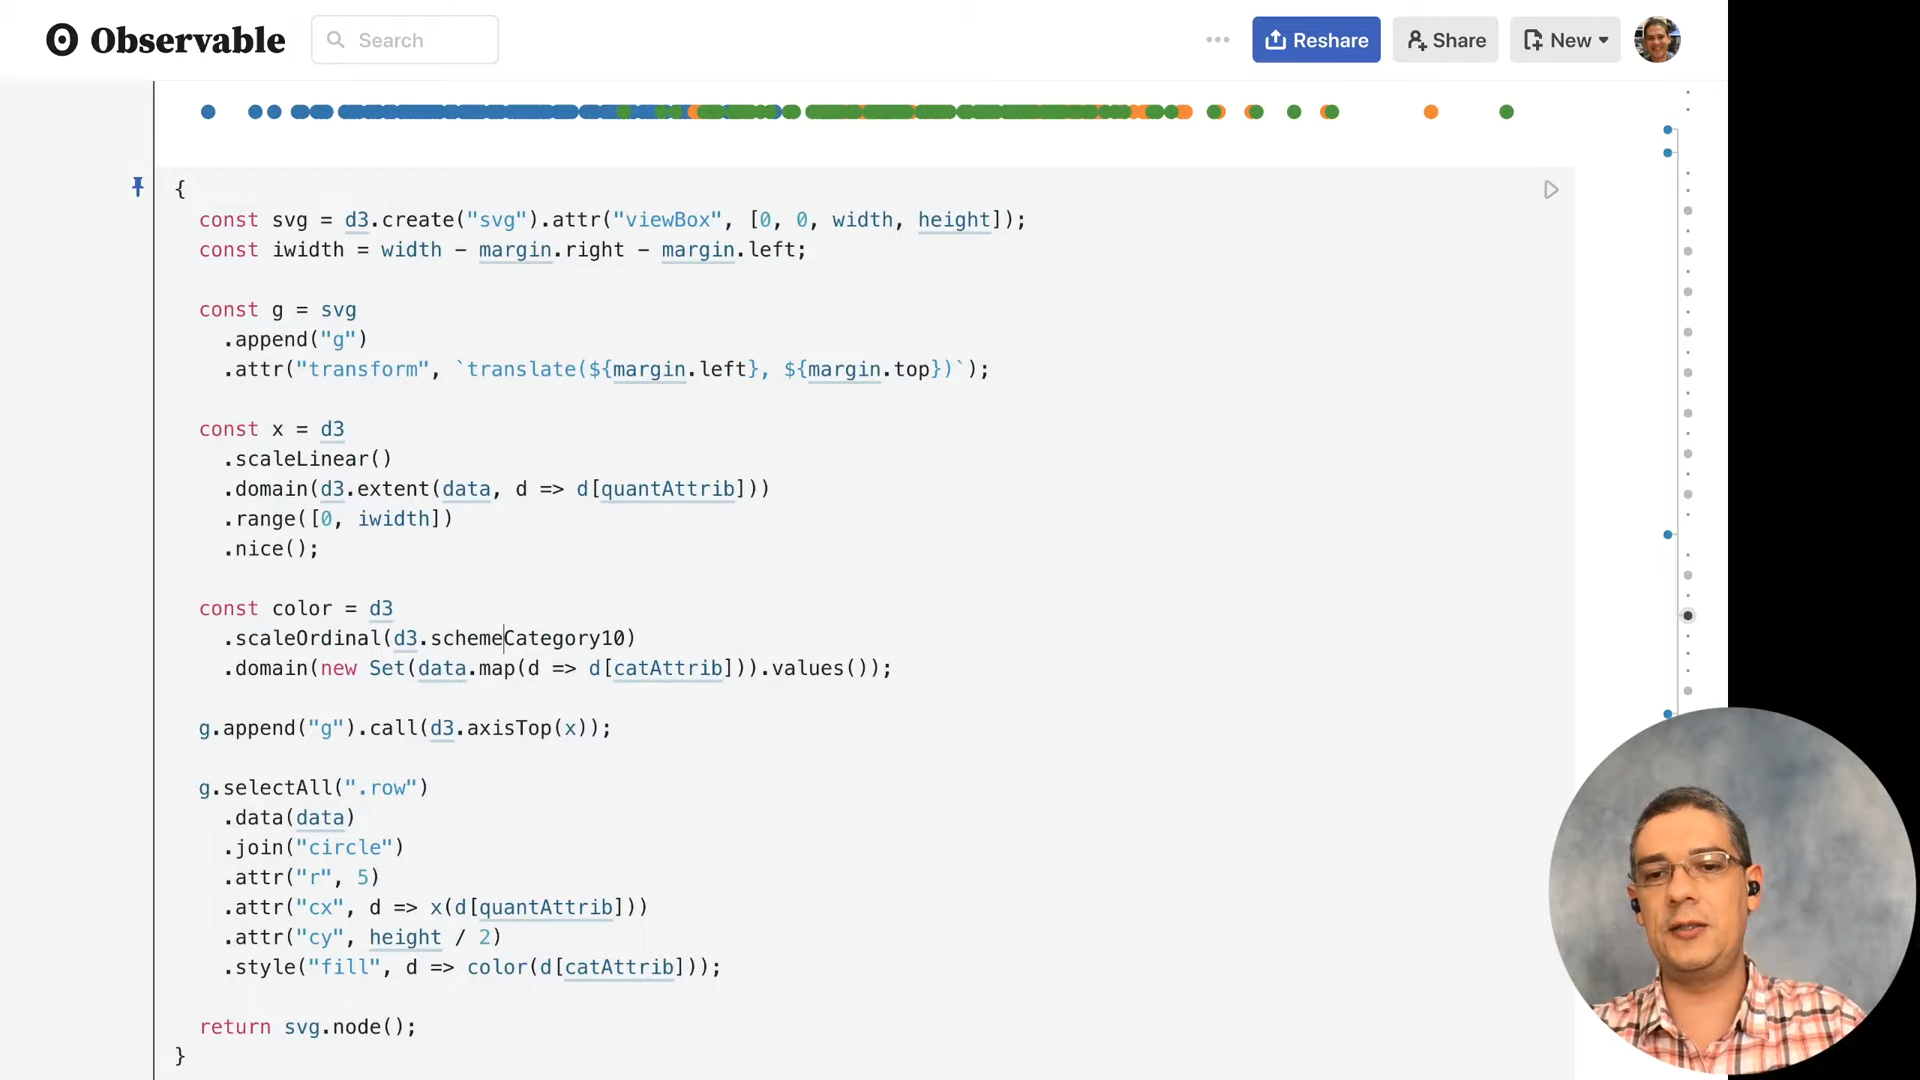 Observable
Search
Reshare
Share
New
{
const svg = d3.create("svg").attr("viewBox", [0, 0, width, height]);
const iwidth = width - margin.right - margin.left;
const g = svg
.append("g")
.attr("transform", `translate(${margin.left}, ${margin.top})`);
const x = d3
.scaleLinear()
.domain(d3.extent(data, d => d[quantAttrib]))
.range([0, iwidth])
.nice();
const color = d3
.scaleOrdinal(d3.schemeCategory10)
.domain(new Set(data.map(d => d[catAttrib])).values());
g.append("g").call(d3.axisTop(x));
g.selectAll(".row")
.data(data)
.join("circle")
.attr("r", 5)
.attr("cx", d => x(d[quantAttrib]))
.attr("cy", height / 2)
.style("fill", d => color(d[catAttrib]));
return svg.node();
}